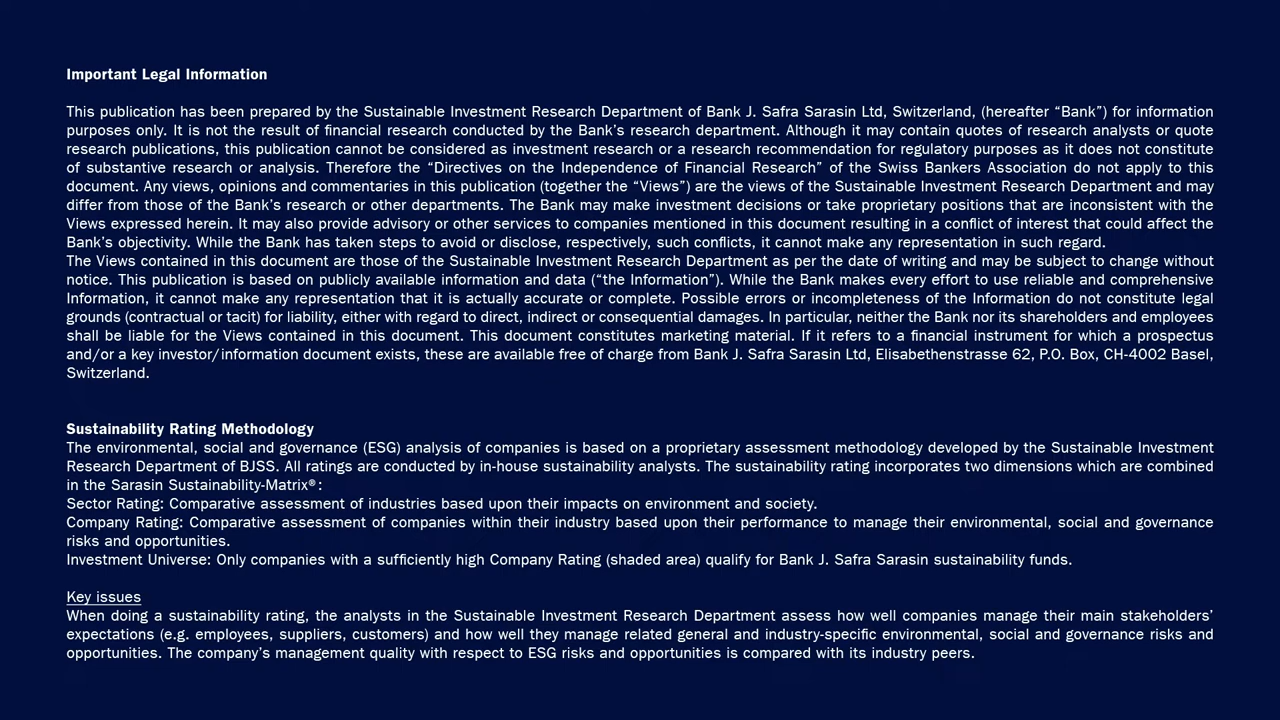 Important Legal Information
This publication has been prepared by the Sustainable Investment Research Department of Bank J. Safra Sarasin Ltd, Switzerland, (hereafter “Bank”) for information
purposes only. It is not the result of financial research conducted by the Bank’s research department. Although it may contain quotes of research analysts or quote
research publications, this publication cannot be considered as investment research or a research recommendation for regulatory purposes as it does not constitute
of substantive research or analysis. Therefore the “Directives on the Independence of Financial Research” of the Swiss Bankers Association do not apply to this
document. Any views, opinions and commentaries in this publication (together the “Views”) are the views of the Sustainable Investment Research Department and may
differ from those of the Bank’s research or other departments. The Bank may make investment decisions or take proprietary positions that are inconsistent with the
Views expressed herein. It may also provide advisory or other services to companies mentioned in this document resulting in a conflict of interest that could affect the
Bank’s objectivity. While the Bank has taken steps to avoid or disclose, respectively, such conflicts, it cannot make any representation in such regard.
The Views contained in this document are those of the Sustainable Investment Research Department as per the date of writing and may be subject to change without
notice. This publication is based on publicly available information and data (“the Information”). While the Bank makes every effort to use reliable and comprehensive
Information, it cannot make any representation that it is actually accurate or complete. Possible errors or incompleteness of the Information do not constitute legal
grounds (contractual or tacit) for liability, either with regard to direct, indirect or consequential damages. In particular, neither the Bank nor its shareholders and employees
shall be liable for the Views contained in this document. This document constitutes marketing material. If it refers to a financial instrument for which a prospectus
and/or a key investor/information document exists, these are available free of charge from Bank J. Safra Sarasin Ltd, Elisabethenstrasse 62, P.O. Box, CH-4002 Basel,
Switzerland.
Sustainability Rating Methodology
The environmental, social and governance (ESG) analysis of companies is based on a proprietary assessment methodology developed by the Sustainable Investment
Research Department of BJSS. All ratings are conducted by in-house sustainability analysts. The sustainability rating incorporates two dimensions which are combined
in the Sarasin Sustainability-Matrix®:
Sector Rating: Comparative assessment of industries based upon their impacts on environment and society.
Company Rating: Comparative assessment of companies within their industry based upon their performance to manage their environmental, social and governance
risks and opportunities.
Investment Universe: Only companies with a sufficiently high Company Rating (shaded area) qualify for Bank J. Safra Sarasin sustainability funds.
Key issues
When doing a sustainability rating, the analysts in the Sustainable Investment Research Department assess how well companies manage their main stakeholders’
expectations (e.g. employees, suppliers, customers) and how well they manage related general and industry-specific environmental, social and governance risks and
opportunities. The company’s management quality with respect to ESG risks and opportunities is compared with its industry peers.